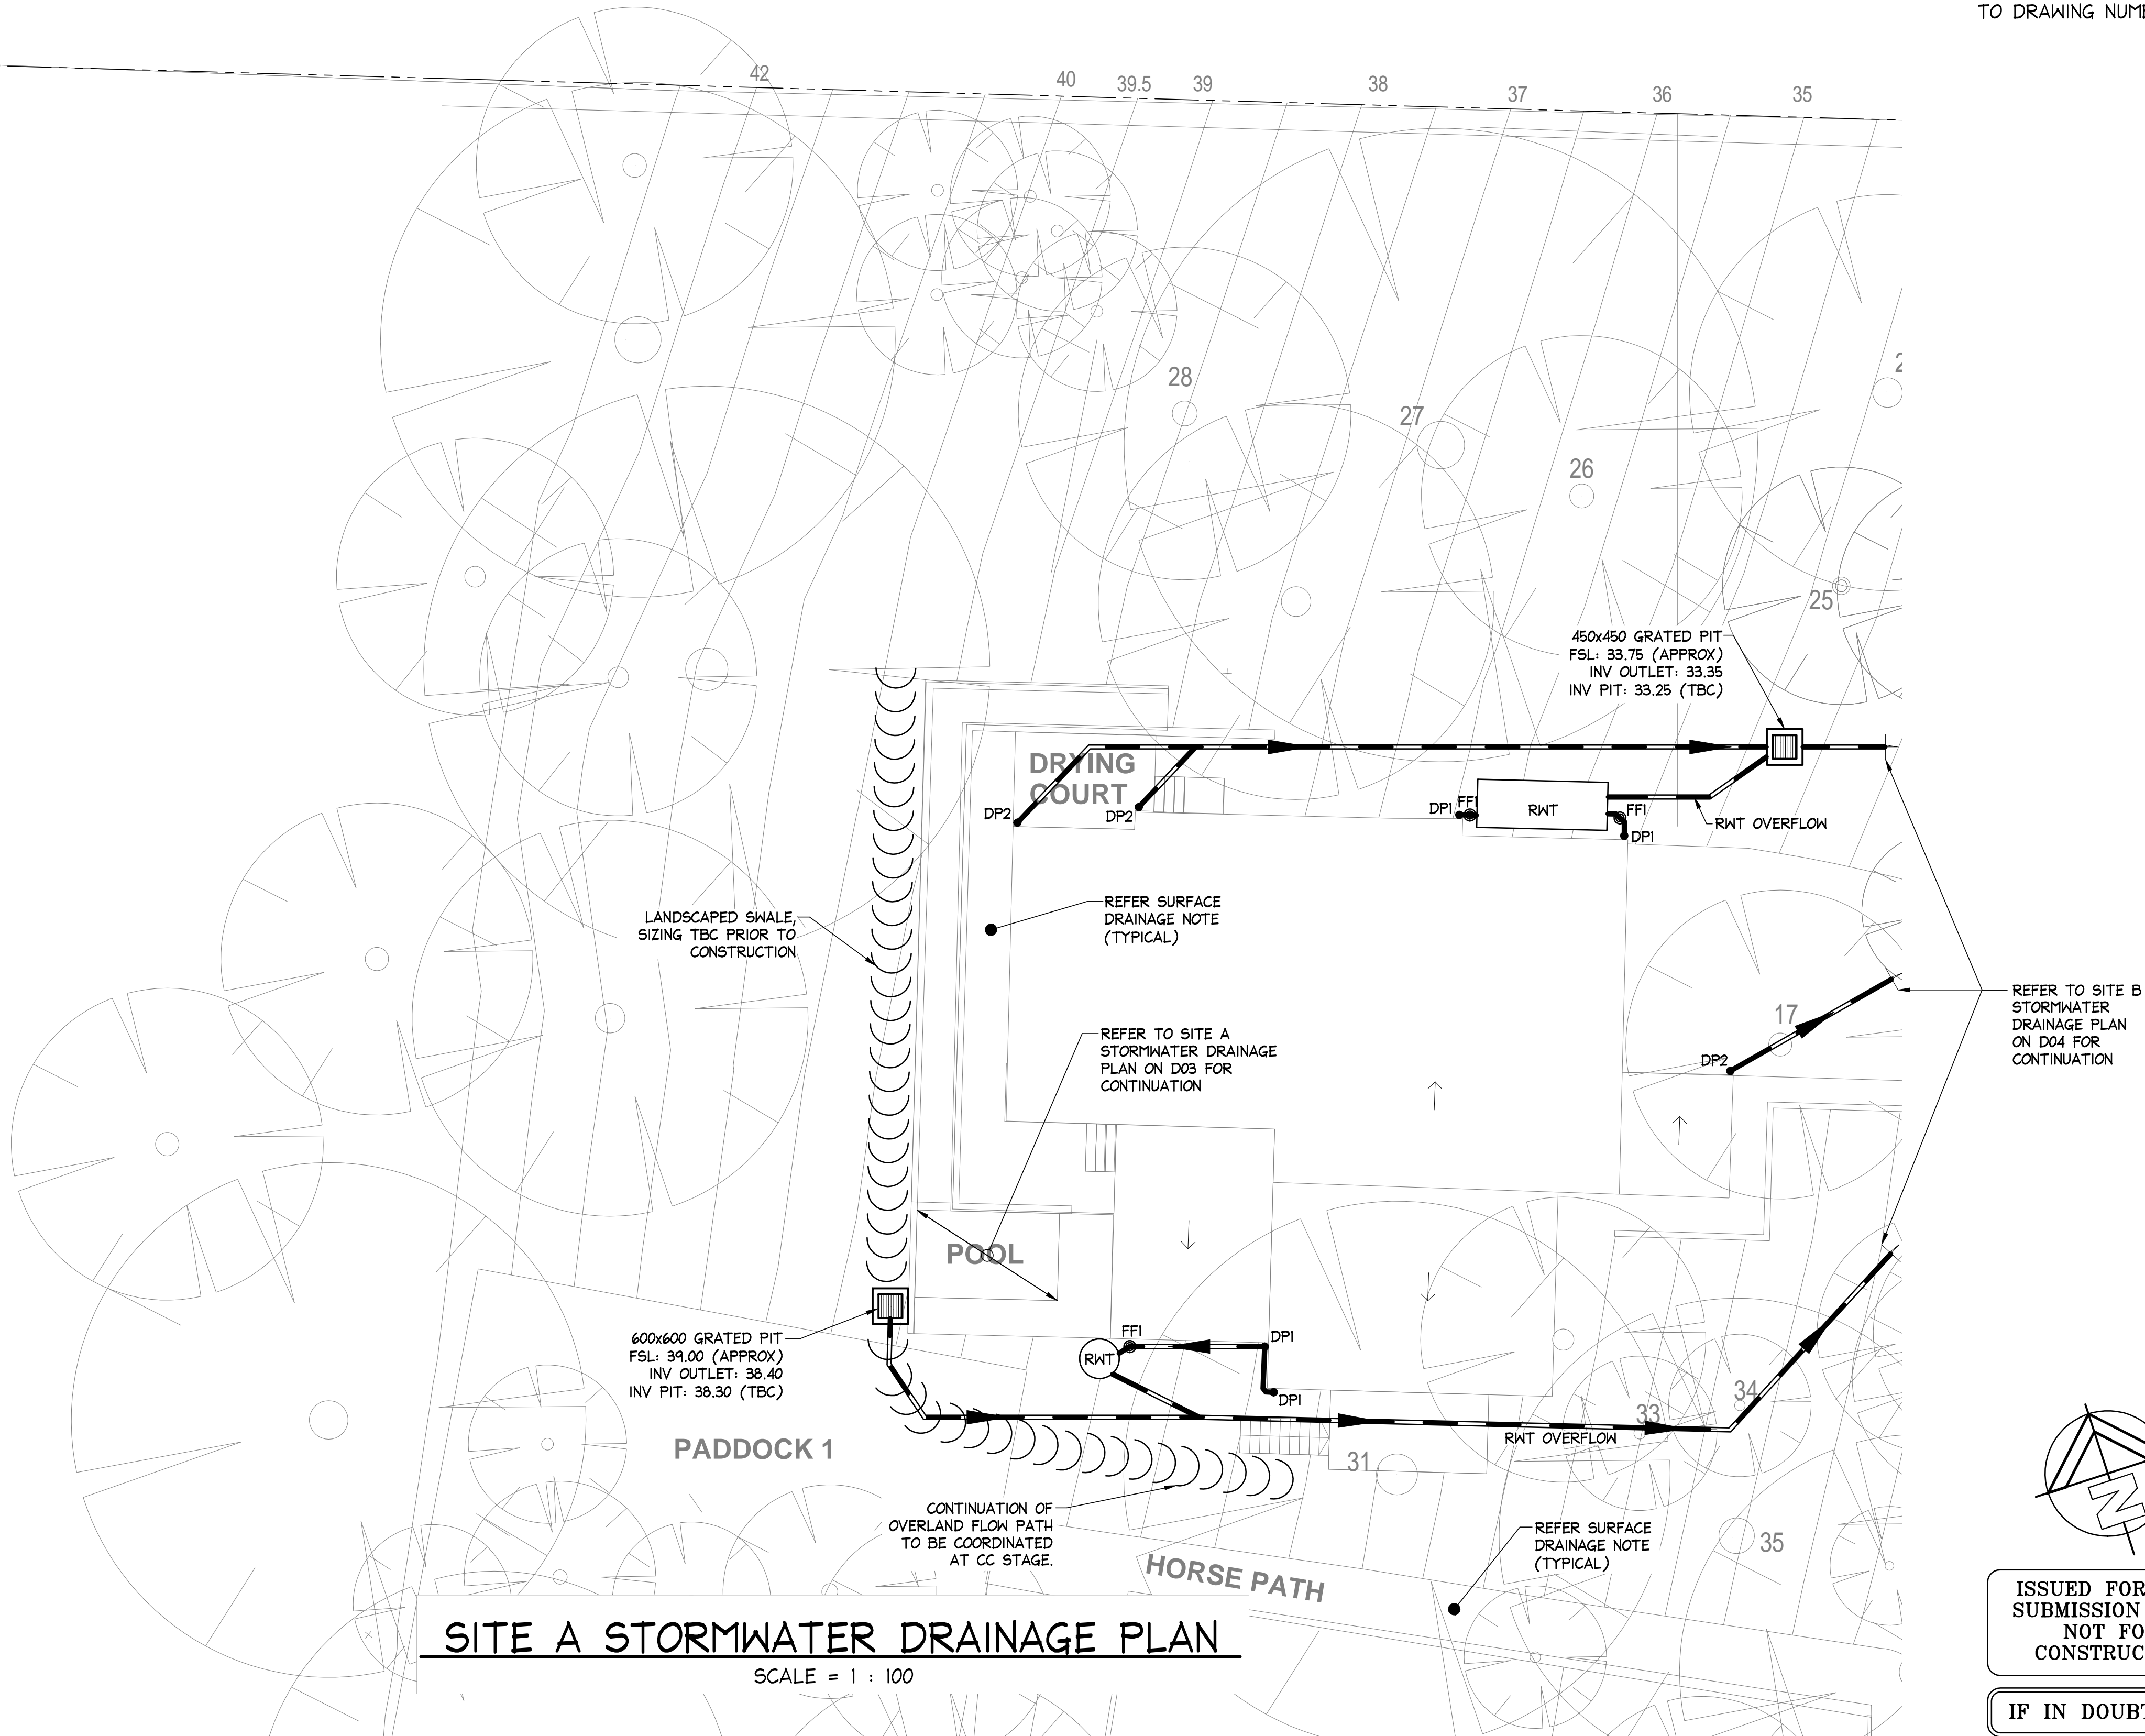 TO DRAWING
42
40
39.5
39
38
37
36
35
28
27
26
25
450x450 GRATED PIT
FSL: 33.75 (APPROX)
INV OUTLET: 33.35
INV PIT: 33.25 (TBC)
DRYING
COURT
DP2
DP2
DP1
FF1
RWT
FF1
DP1
RWT OVERFLOW
REFER SURFACE
DRAINAGE NOTE
(TYPICAL)
LANDSCAPED SWALE,
SIZING TBC PRIOR TO
CONSTRUCTION
REFER TO SITE B
STORMWATER
DRAINAGE PLAN
ON D04 FOR
CONTINUATION
17
DP2
REFER TO SITE A
STORMWATER DRAINAGE
PLAN ON D03 FOR
CONTINUATION
POOL
600x600 GRATED PIT
FSL: 39.00 (APPROX)
INV OUTLET: 38.40
INV PIT: 38.30 (TBC)
FF1
RWT
DP1
DP1
34
33
RWT OVERFLOW
31
PADDOCK 1
CONTINUATION OF
OVERLAND FLOW PATH
TO BE COORDINATED
AT CC STAGE.
REFER SURFACE
DRAINAGE NOTE
(TYPICAL)
35
HORSE PATH
N
SITE A STORMWATER DRAINAGE PLAN
SCALE = 1 : 100
ISSUED FOR
SUBMISSION
NOT
IF IN DOUBT